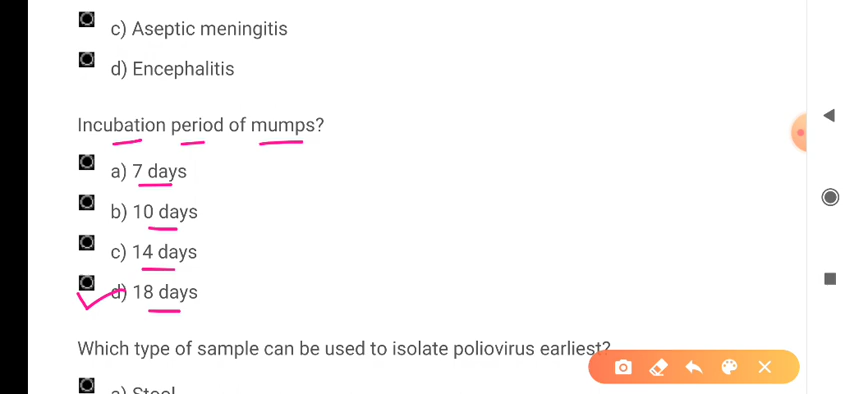 c) Aseptic meningitis
d) Encephalitis
Incubation period of mumps?
a) 7 days
b) 10 days
c) 14 days
d) 18 days
Which type of sample can be used to isolate poliovirus earliest?
a) Stool